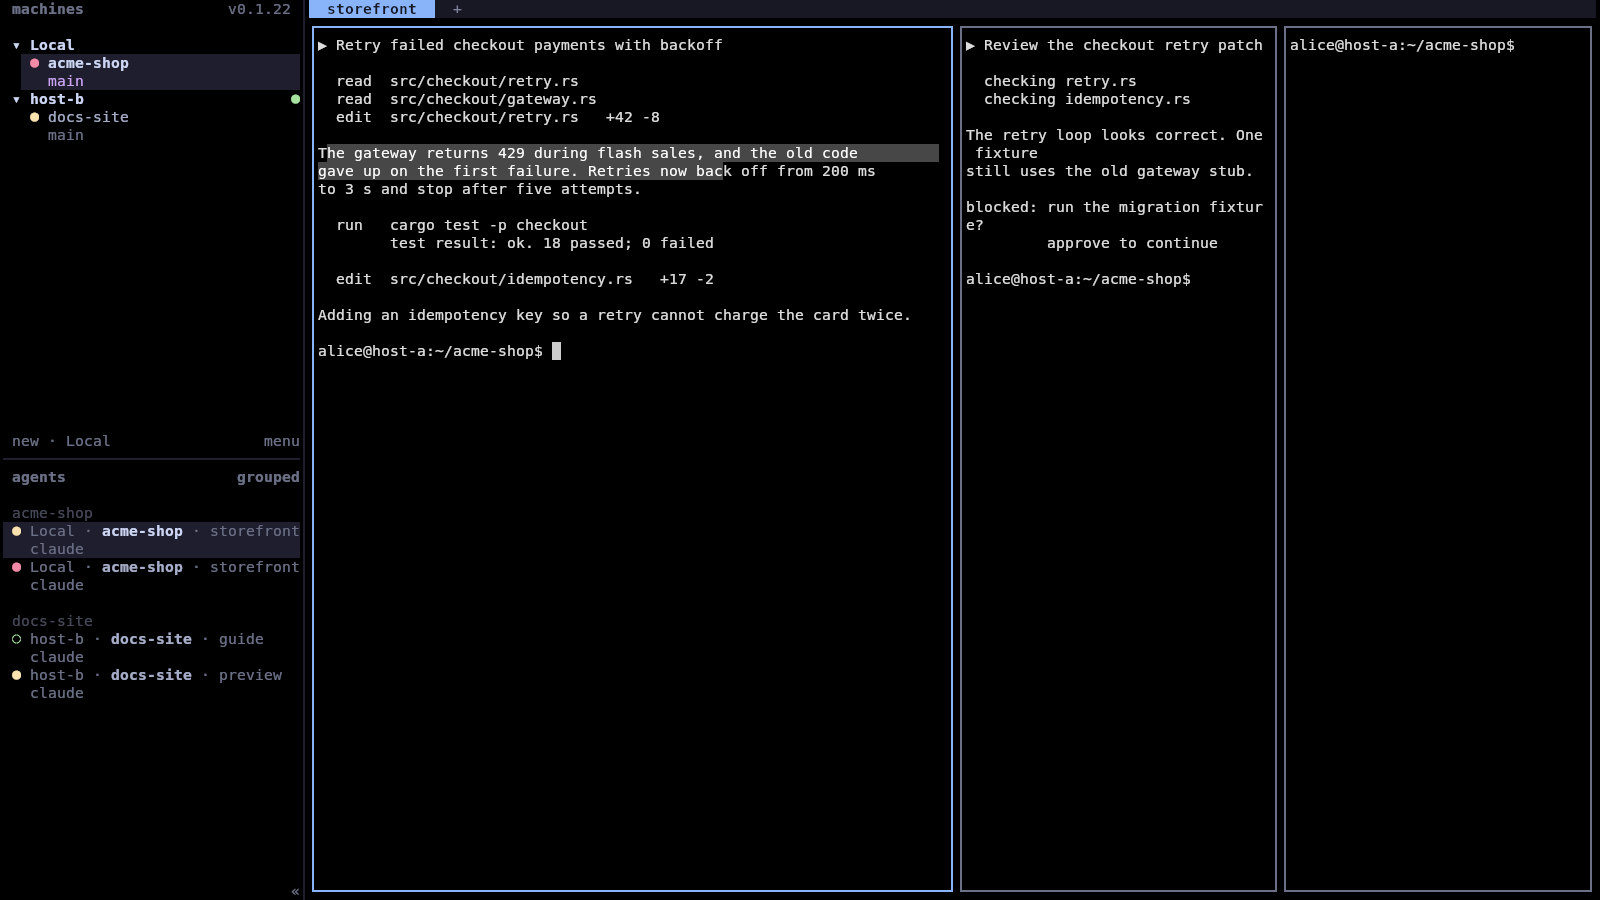 machines v0.1.22
▾ Local
acme-shop
main
▾ host-b
docs-site
main
new · Local menu
agents grouped
acme-shop
Local · acme-shop · storefront
claude
Local · acme-shop · storefront
claude
docs-site
host-b · docs-site · guide
claude
host-b · docs-site · preview
claude
«
storefront +
▶ Retry failed checkout payments with backoff
read src/checkout/retry.rs
read src/checkout/gateway.rs
edit src/checkout/retry.rs +42 -8
The gateway returns 429 during flash sales, and the old code
gave up on the first failure. Retries now back off from 200 ms
to 3 s and stop after five attempts.
run cargo test -p checkout
test result: ok. 18 passed; 0 failed
edit src/checkout/idempotency.rs +17 -2
Adding an idempotency key so a retry cannot charge the card twice.
alice@host-a:~/acme-shop$
▶ Review the checkout retry patch
checking retry.rs
checking idempotency.rs
The retry loop looks correct. One
fixture
still uses the old gateway stub.
blocked: run the migration fixtur
e?
approve to continue
alice@host-a:~/acme-shop$
alice@host-a:~/acme-shop$